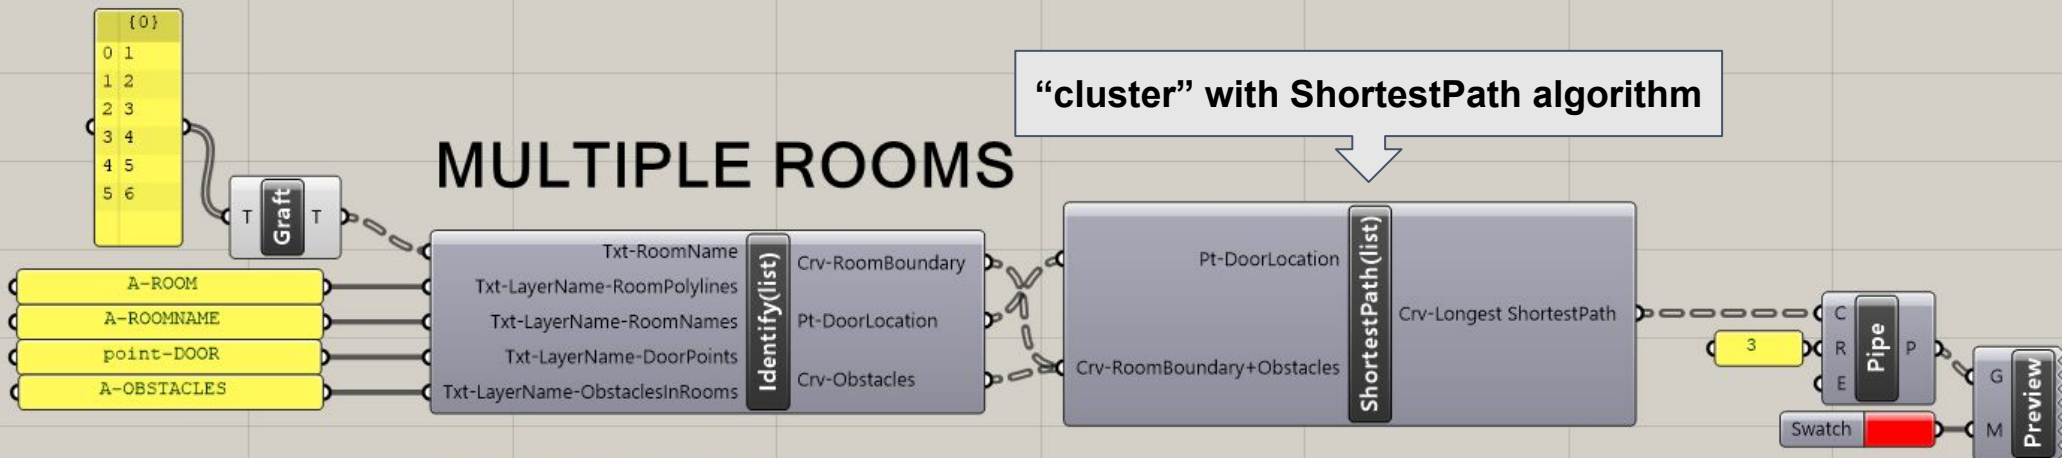 {0}
0 1
1 2
2 3
3 4
4 5
5 6
T Graft T
MULTIPLE ROOMS
“cluster” with ShortestPath algorithm
A-ROOM
A-ROOMNAME
point-DOOR
A-OBSTACLES
Txt-RoomName
Txt-LayerName-RoomPolylines
Txt-LayerName-RoomNames
Txt-LayerName-DoorPoints
Txt-LayerName-ObstaclesInRooms
Identify(list)
Crv-RoomBoundary
Pt-DoorLocation
Crv-Obstacles
Pt-DoorLocation
Crv-RoomBoundary+Obstacles
ShortestPath(list)
Crv-Longest ShortestPath
3
C
R
E
Pipe
P
Swatch
G
M
Preview